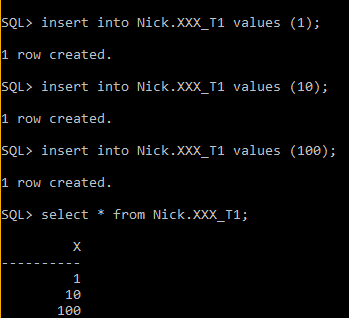 SQL> insert into Nick.XXX_T1 values (1);
1 row created.
SQL> insert into Nick.XXX_T1 values (10);
1 row created.
SQL> insert into Nick.XXX_T1 values (100);
1 row created.
SQL> select * from Nick.XXX_T1;
X
----------
1
10
100